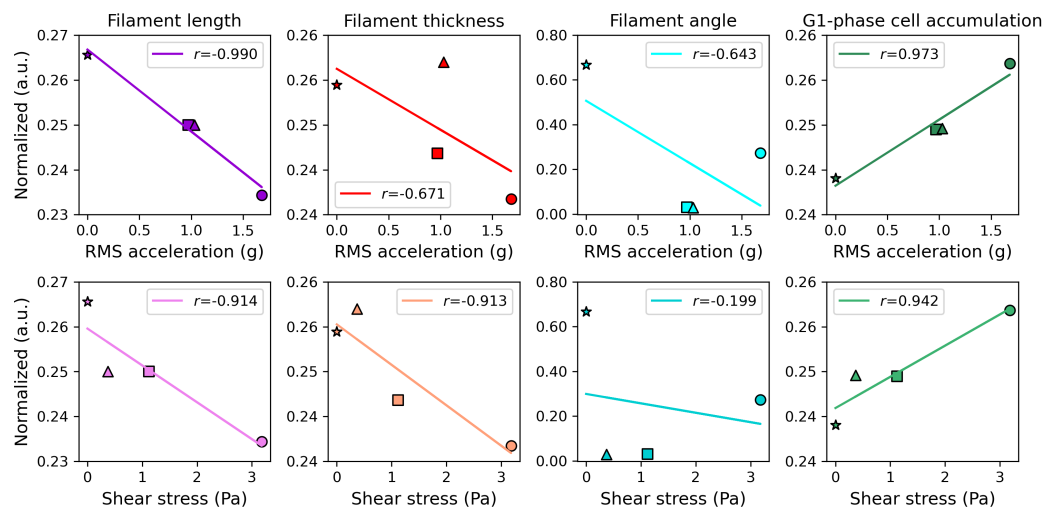 Filament length
Filament thickness
Filament angle
G1-phase cell accumulation
Normalized (a.u.)
0.27
0.26
0.25
0.24
0.23
r=-0.990
0.0 0.5 1.0 1.5
RMS acceleration (g)
0.26
0.26
0.25
0.24
0.24
r=-0.671
0.0 0.5 1.0 1.5
RMS acceleration (g)
0.80
0.60
0.40
0.20
0.00
r=-0.643
0.0 0.5 1.0 1.5
RMS acceleration (g)
0.26
0.26
0.25
0.24
0.24
r=0.973
0.0 0.5 1.0 1.5
RMS acceleration (g)
Normalized (a.u.)
0.27
0.26
0.25
0.24
0.23
r=-0.914
0 1 2 3
Shear stress (Pa)
0.26
0.26
0.25
0.24
0.24
r=-0.913
0 1 2 3
Shear stress (Pa)
0.80
0.60
0.40
0.20
0.00
r=-0.199
0 1 2 3
Shear stress (Pa)
0.26
0.26
0.25
0.24
0.24
r=0.942
0 1 2 3
Shear stress (Pa)